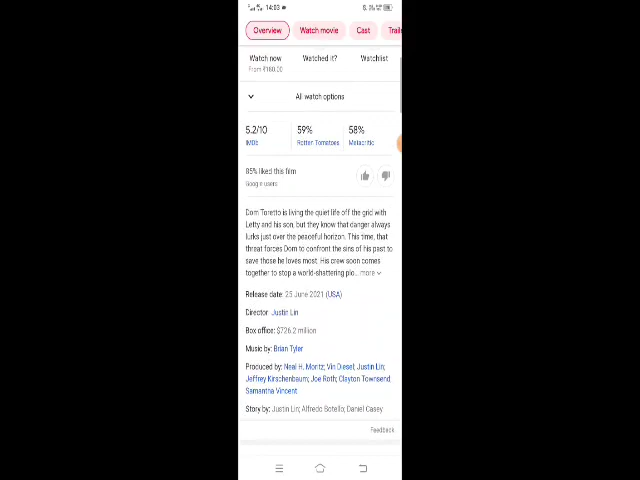 14:03
Overview Watch movie Cast Trail
Watch now Watched it? Watchlist
From ₹180.00
All watch options
5.2/10 59% 58%
IMDb Rotten Tomatoes Metacritic
85% liked this film
Google users
Dom Toretto is living the quiet life off the grid with
Letty and his son, but they know that danger always
lurks just over the peaceful horizon. This time, that
threat forces Dom to confront the sins of his past to
save those he loves most. His crew soon comes
together to stop a world-shattering plo... more
Release date: 25 June 2021 (USA)
Director: Justin Lin
Box office: $726.2 million
Music by: Brian Tyler
Produced by: Neal H. Moritz; Vin Diesel; Justin Lin;
Jeffrey Kirschenbaum; Joe Roth; Clayton Townsend;
Samantha Vincent
Story by: Justin Lin; Alfredo Botello; Daniel Casey
Feedback